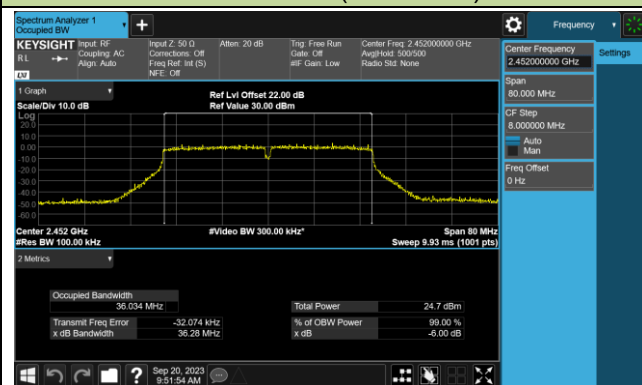 Spectrum Analyzer 1
Occupied BW
Frequency
KEYSIGHT
RL
Input: RF
Coupling: AC
Align: Auto
Input Z: 50 Ω
Corrections: Off
Freq Ref: Int (S)
NFE: Off
Atten: 20 dB
Trig: Free Run
Gate: Off
#IF Gain: Low
Center Freq: 2.452000000 GHz
Avg|Hold: 500/500
Radio Std: None
LXI
1 Graph
Scale/Div 10.0 dB
Ref Lvl Offset 22.00 dB
Ref Value 30.00 dBm
Log
20.0
10.0
0.00
-10.0
-20.0
-30.0
-40.0
-50.0
-60.0
Center 2.452 GHz
#Res BW 100.00 kHz
#Video BW 300.00 kHz*
Span 80 MHz
Sweep 9.93 ms (1001 pts)
2 Metrics
Occupied Bandwidth
36.034 MHz
Transmit Freq Error -32.074 kHz
x dB Bandwidth 36.28 MHz
Total Power 24.7 dBm
% of OBW Power 99.00 %
x dB -6.00 dB
Center Frequency
2.452000000 GHz
Settings
Span
80.000 MHz
CF Step
8.000000 MHz
Auto
Man
Freq Offset
0 Hz
Sep 20, 2023
9:51:54 AM